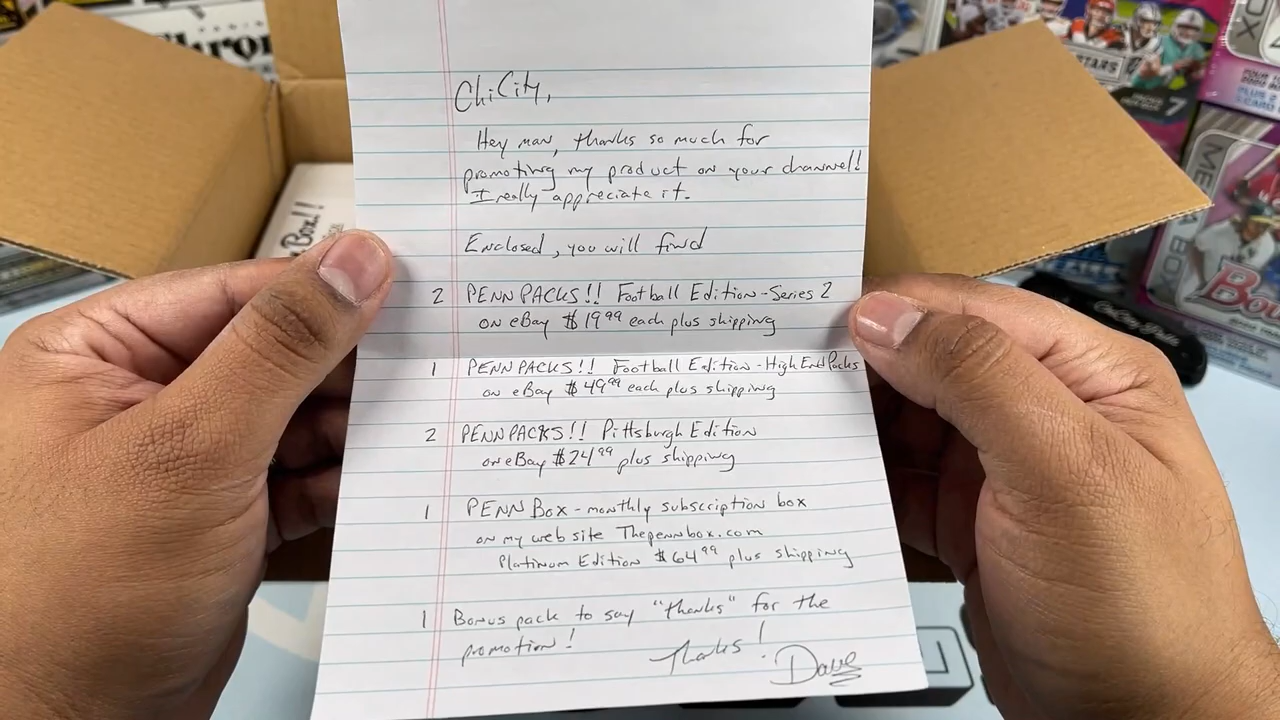 ChiCity,
Hey man, thanks so much for
promoting my product on your channel!
I really appreciate it.
Enclosed, you will find
2 PENN PACKS!! Football Edition - Series 2
on eBay $19.99 each plus shipping
1 PENN PACKS!! Football Edition - High End Packs
on eBay $49.99 each plus shipping
2 PENN PACKS!! Pittsburgh Edition
on eBay $24.99 plus shipping
1 PENN Box - monthly subscription box
on my web site Thepennbox.com
Platinum Edition $64.99 plus shipping
1 Bonus pack to say "thanks" for the
promotion!
Thanks!
Dave
Box!!
STARS
7
BOX